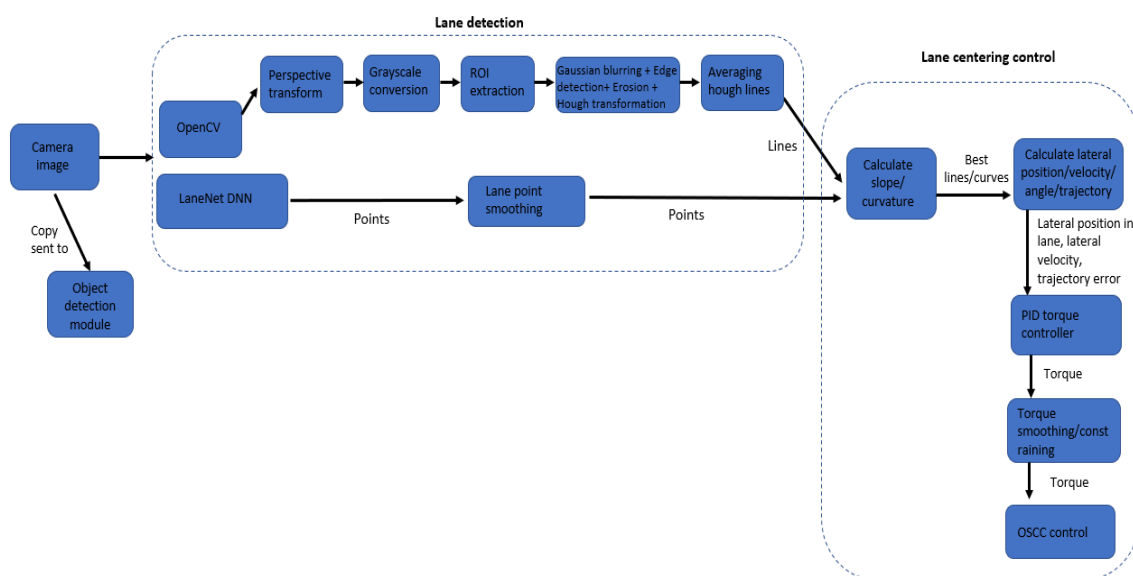 Lane detection
Perspective
transform
Grayscale
conversion
ROI
extraction
Gaussian blurring + Edge
detection+ Erosion +
Hough transformation
Averaging
hough lines
Lane centering control
OpenCV
Camera
image
Lines
LaneNet DNN
Points
Lane point
smoothing
Points
Calculate
slope/
curvature
Best
lines/curves
Calculate lateral
position/velocity/
angle/trajectory
Copy
sent to
Object
detection
module
Lateral position in
lane, lateral
velocity,
trajectory error
PID torque
controller
Torque
Torque
smoothing/const
raining
Torque
OSCC control